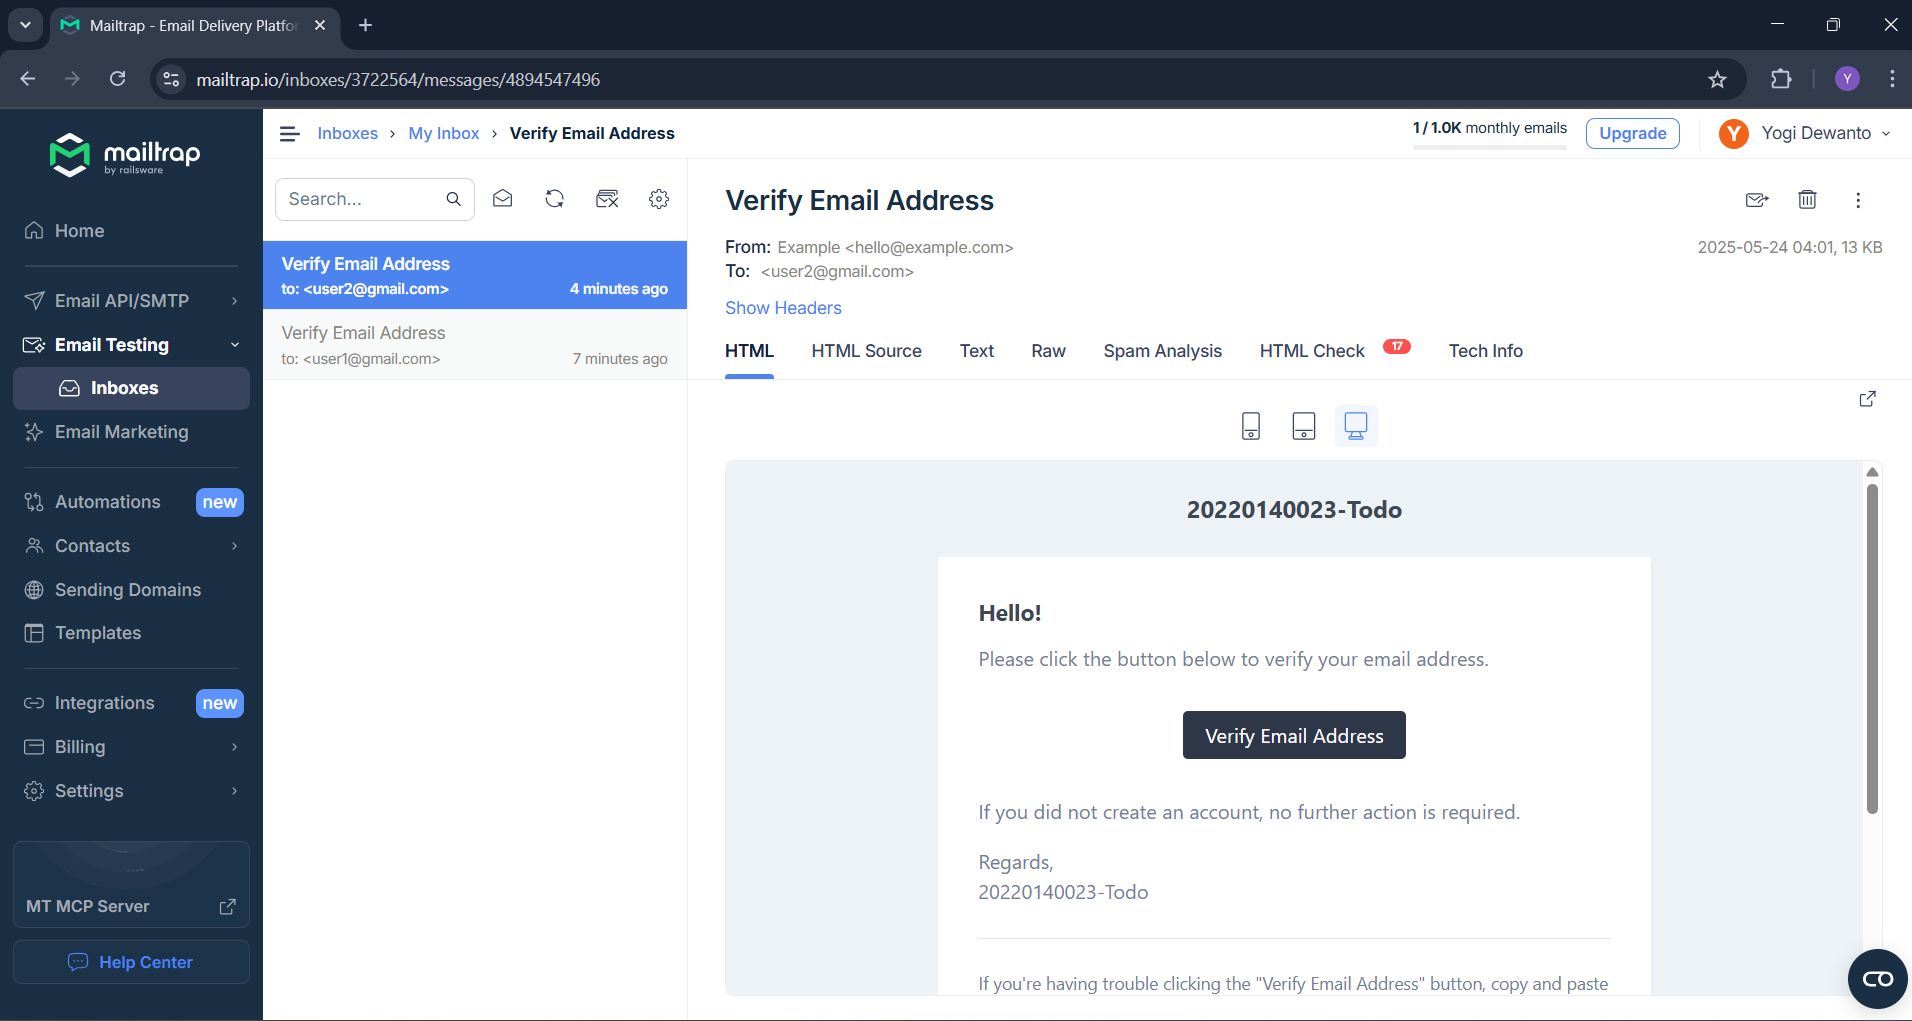 Mailtrap - Email Delivery Platfor
mailtrap.io/inboxes/3722564/messages/4894547496
Y
mailtrap
by railsware
Home
Email API/SMTP
Email Testing
Inboxes
Email Marketing
Automations new
Contacts
Sending Domains
Templates
Integrations new
Billing
Settings
MT MCP Server
Help Center
Inboxes › My Inbox › Verify Email Address
1 / 1.0K monthly emails
Upgrade
Y Yogi Dewanto
Search...
Verify Email Address
to: <user2@gmail.com> 4 minutes ago
Verify Email Address
to: <user1@gmail.com> 7 minutes ago
Verify Email Address
From: Example <hello@example.com>
2025-05-24 04:01, 13 KB
To: <user2@gmail.com>
Show Headers
HTML HTML Source Text Raw Spam Analysis HTML Check 17 Tech Info
20220140023-Todo
Hello!
Please click the button below to verify your email address.
Verify Email Address
If you did not create an account, no further action is required.
Regards,
20220140023-Todo
If you're having trouble clicking the "Verify Email Address" button, copy and paste